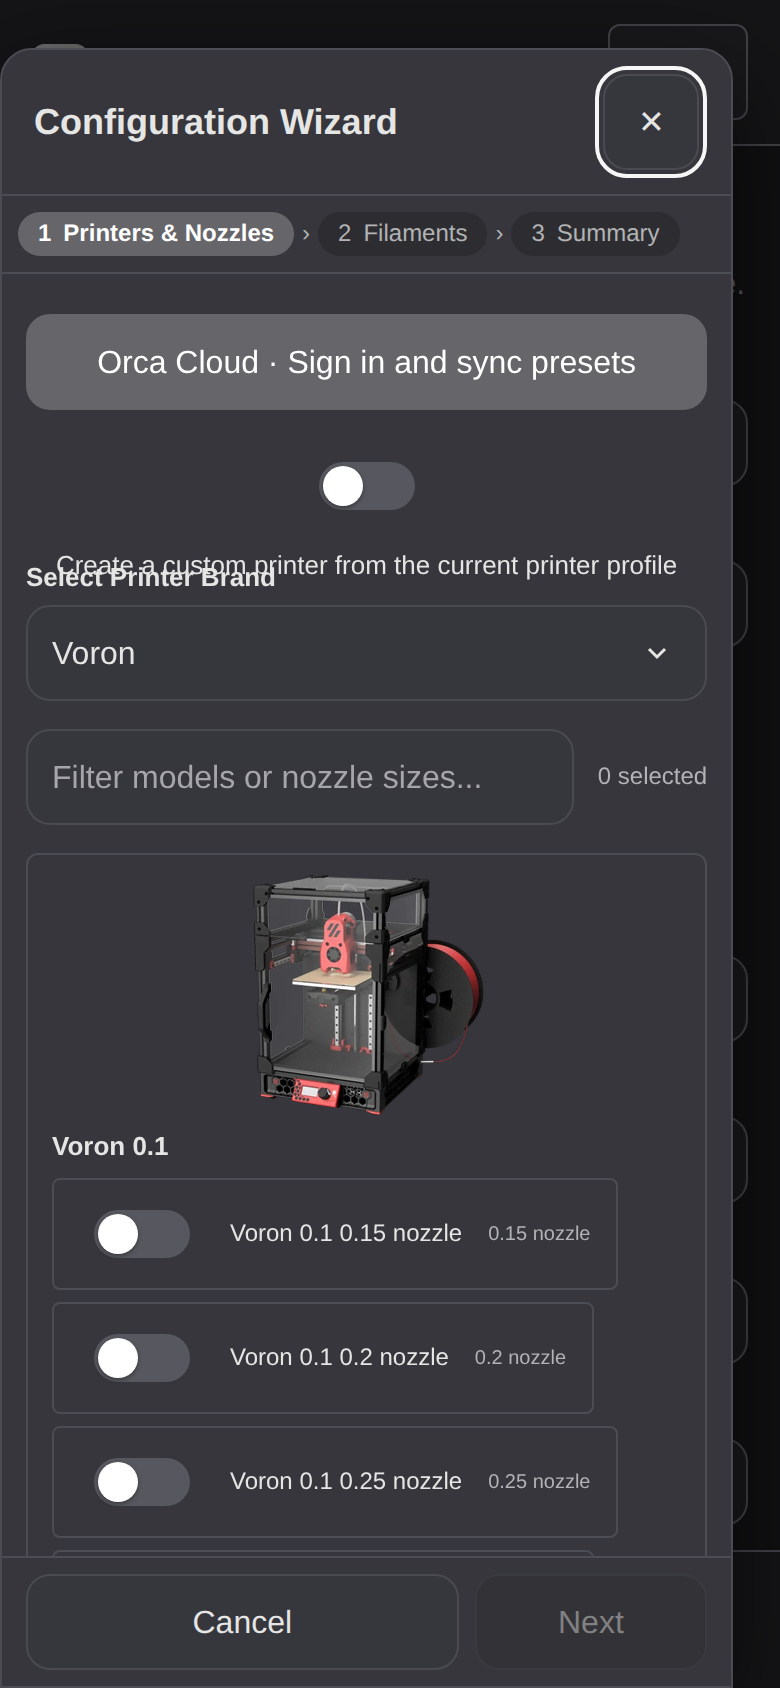 Configuration Wizard
✕
1 Printers & Nozzles › 2 Filaments › 3 Summary
e.
Orca Cloud · Sign in and sync presets
Create a custom printer from the current printer profile
Select Printer Brand
Voron
Filter models or nozzle sizes...
0 selected
Voron 0.1
Voron 0.1 0.15 nozzle 0.15 nozzle
Voron 0.1 0.2 nozzle 0.2 nozzle
Voron 0.1 0.25 nozzle 0.25 nozzle
Cancel
Next